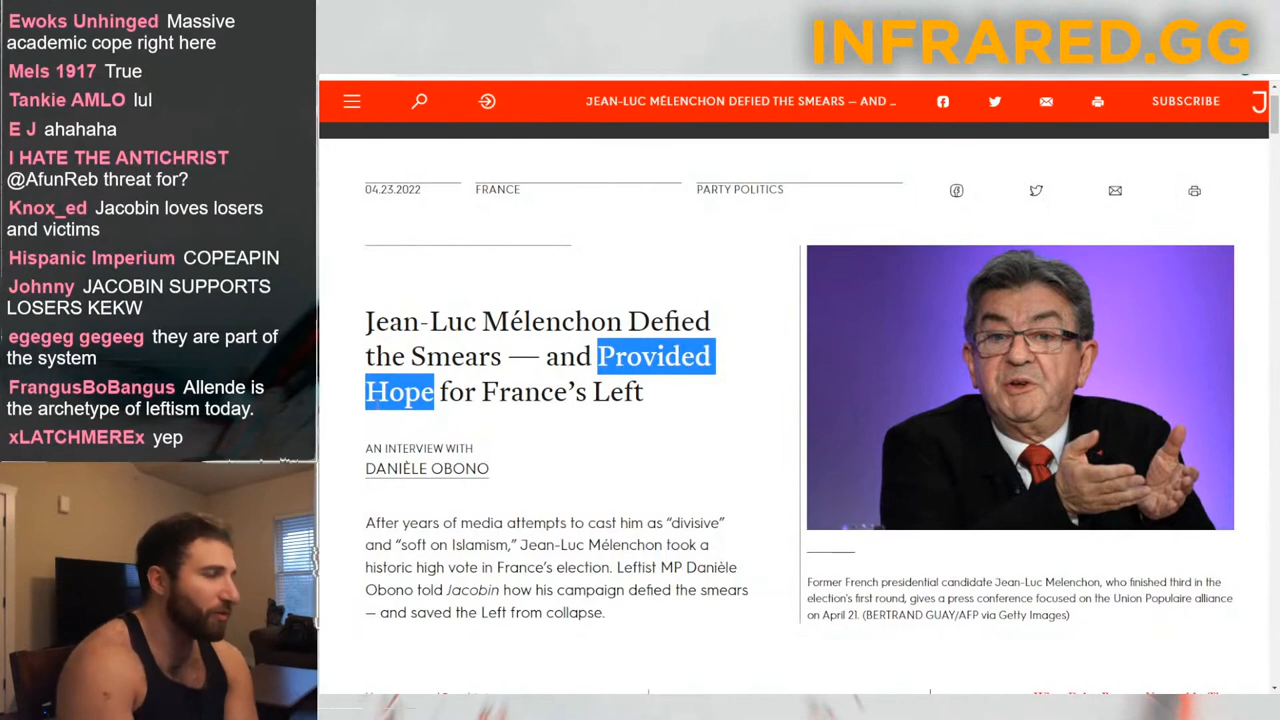 Ewoks Unhinged Massive
academic cope right here
Mels 1917 True
Tankie AMLO lul
E J ahahaha
I HATE THE ANTICHRIST
@AfunReb threat for?
Knox_ed Jacobin loves losers
and victims
Hispanic Imperium COPEAPIN
Johnny JACOBIN SUPPORTS
LOSERS KEKW
egegeg gegeeg they are part of
the system
FrangusBoBangus Allende is
the archetype of leftism today.
xLATCHMEREx yep
INFRARED.GG
JEAN-LUC MÉLENCHON DEFIED THE SMEARS — AND …
SUBSCRIBE
J
04.23.2022
FRANCE
PARTY POLITICS
Jean-Luc Mélenchon Defied
the Smears — and Provided
Hope for France’s Left
AN INTERVIEW WITH
DANIÈLE OBONO
After years of media attempts to cast him as “divisive”
and “soft on Islamism,” Jean-Luc Mélenchon took a
historic high vote in France’s election. Leftist MP Danièle
Obono told Jacobin how his campaign defied the smears
— and saved the Left from collapse.
Former French presidential candidate Jean-Luc Melenchon, who finished third in the
election’s first round, gives a press conference focused on the Union Populaire alliance
on April 21. (BERTRAND GUAY/AFP via Getty Images)